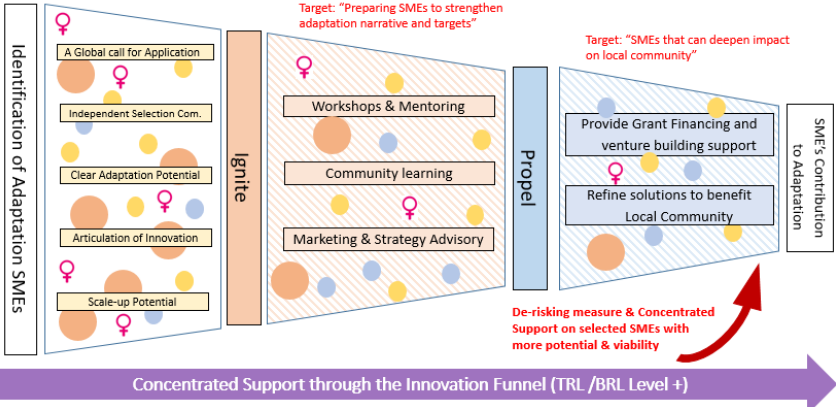 Identification of Adaptation SMEs
A Global call for Application
Independent Selection Com.
Clear Adaptation Potential
Articulation of Innovation
Scale-up Potential
Ignite
Target: “Preparing SMEs to strengthen
adaptation narrative and targets”
Workshops & Mentoring
Community learning
Marketing & Strategy Advisory
Propel
Target: “SMEs that can deepen impact
on local community”
Provide Grant Financing and
venture building support
Refine solutions to benefit
Local Community
SME’s Contribution
to Adaptation
De-risking measure & Concentrated
Support on selected SMEs with
more potential & viability
Concentrated Support through the Innovation Funnel (TRL /BRL Level +)